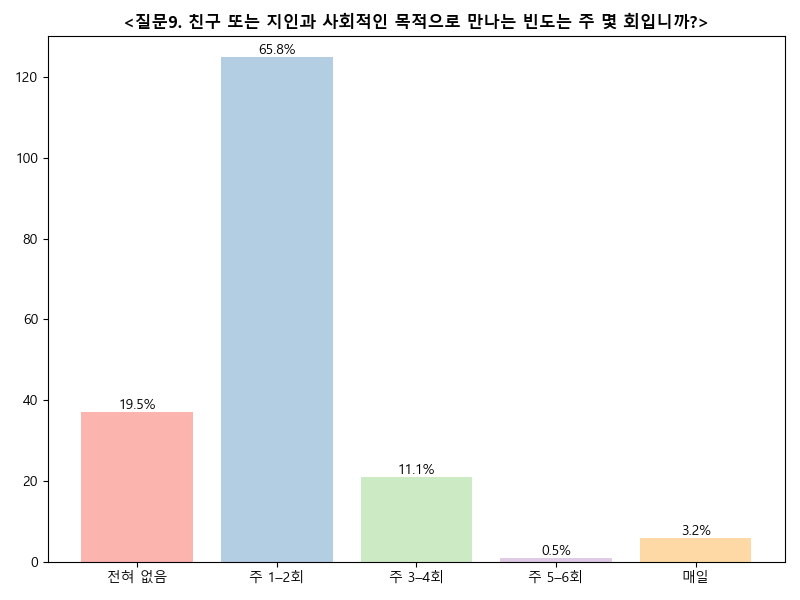 <질문9. 친구 또는 지인과 사회적인 목적으로 만나는 빈도는 주 몇 회입니까?>
120
100
80
60
40
20
0
19.5%
65.8%
11.1%
0.5%
3.2%
전혀 없음
주 1–2회
주 3–4회
주 5–6회
매일